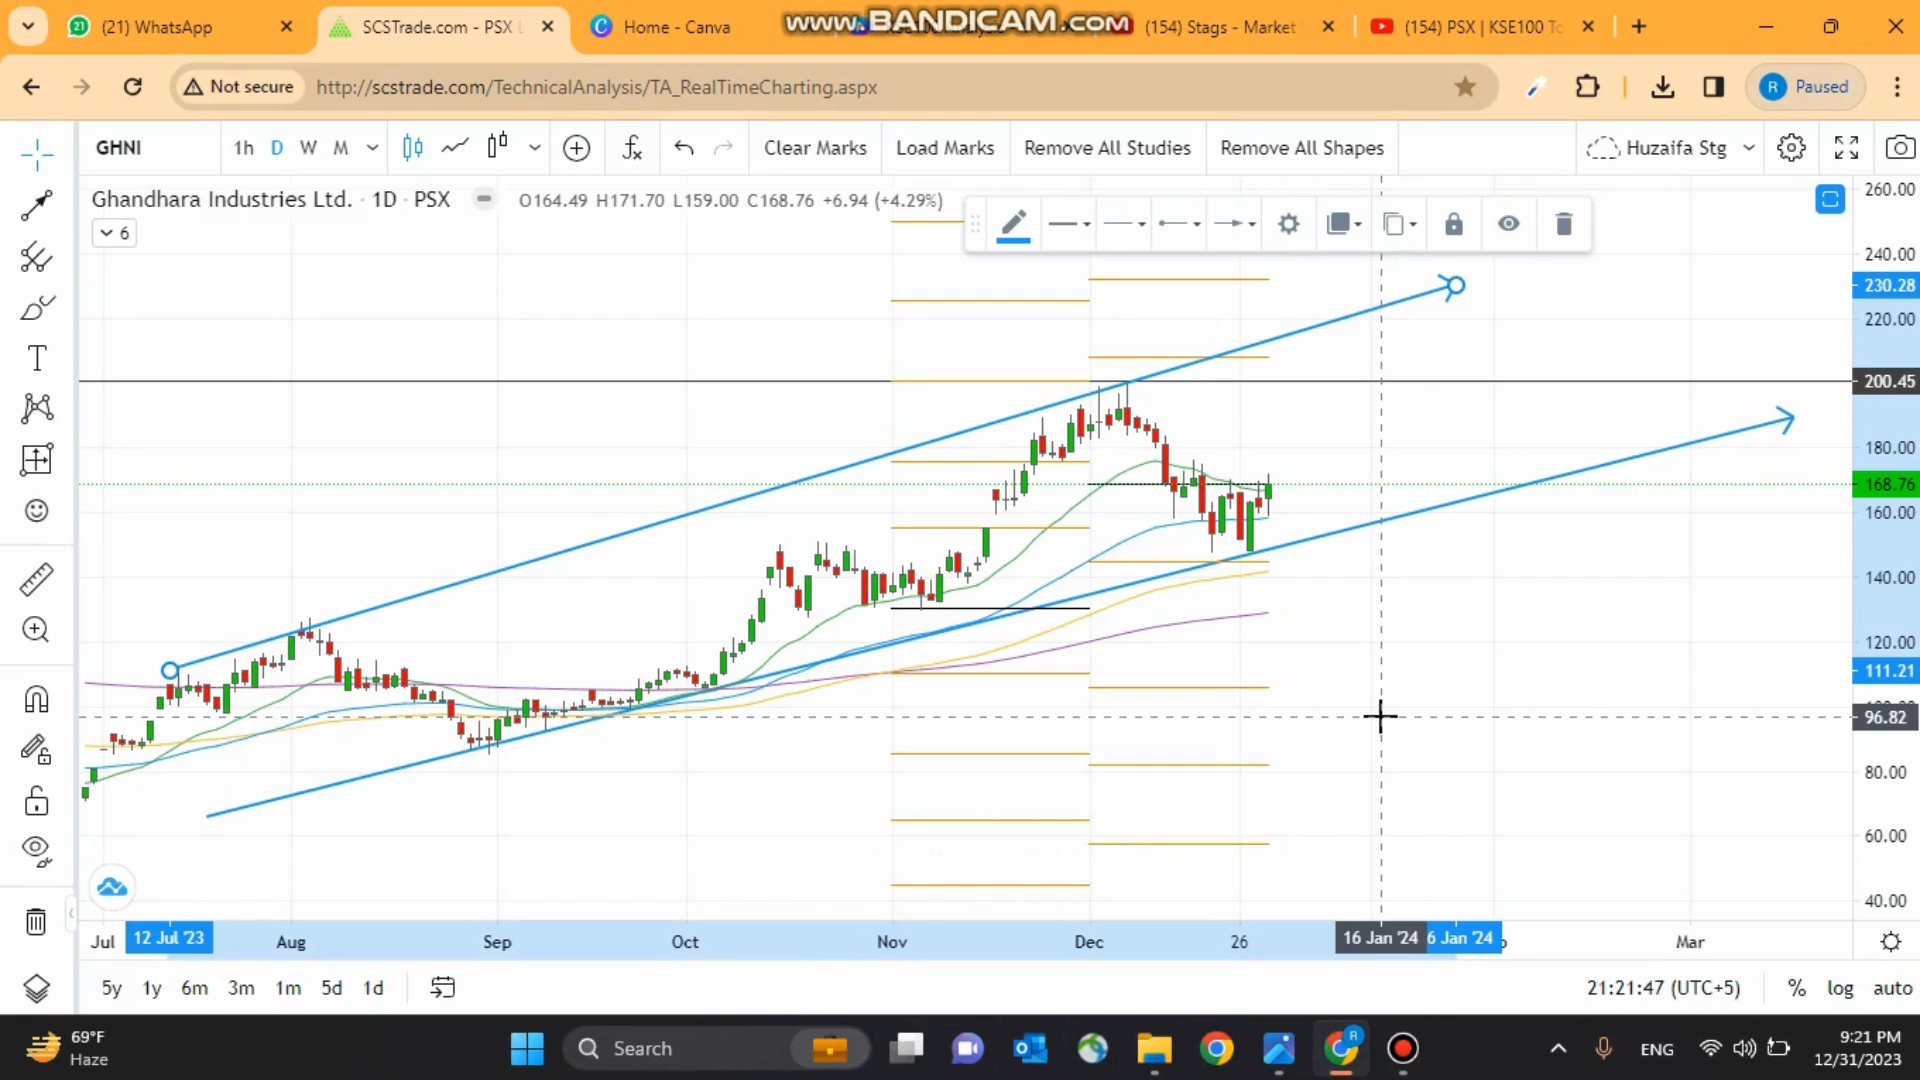 www.BANDICAM.com
(21) WhatsApp
SCSTrade.com - PSX
Home - Canva
(154) Stags - Market
(154) PSX | KSE100 To
Not secure
http://scstrade.com/TechnicalAnalysis/TA_RealTimeCharting.aspx
R
Paused
GHNI
1h
D
W
M
Clear Marks
Load Marks
Remove All Studies
Remove All Shapes
Huzaifa Stg
Ghandhara Industries Ltd. · 1D · PSX
O164.49 H171.70 L159.00 C168.76 +6.94 (+4.29%)
6
260.00
240.00
230.28
220.00
200.45
180.00
168.76
160.00
140.00
120.00
111.21
96.82
80.00
60.00
40.00
Jul
12 Jul '23
Aug
Sep
Oct
Nov
Dec
26
16 Jan '24
6 Jan '24
Mar
5y
1y
6m
3m
1m
5d
1d
21:21:47 (UTC+5)
%
log
auto
69°F
Haze
Search
R
ENG
9:21 PM
12/31/2023